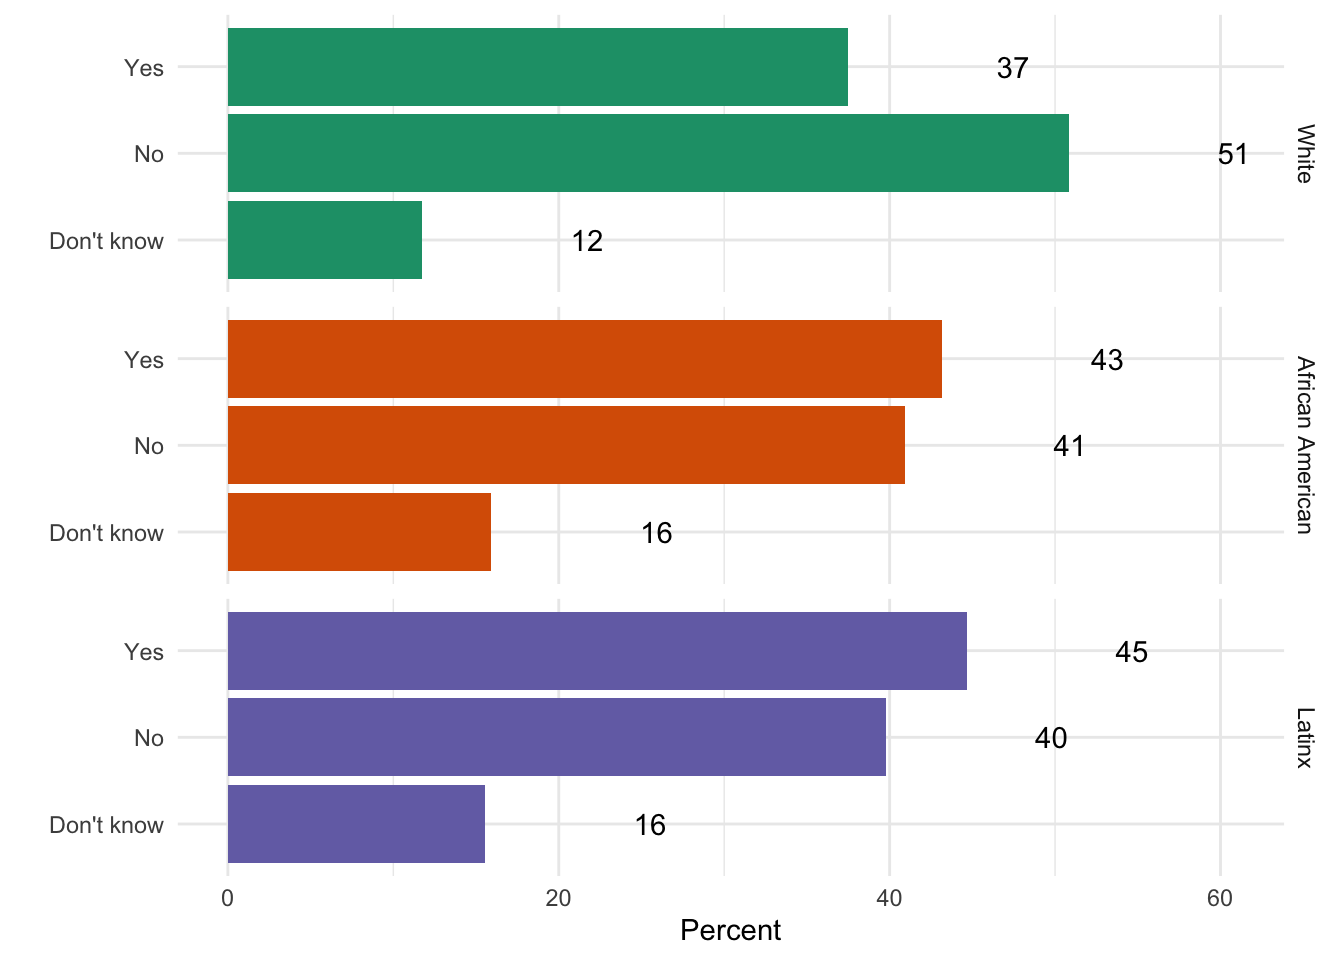 Yes 37
No 51
Don't know 12
White
Yes 43
No 41
Don't know 16
African American
Yes 45
No 40
Don't know 16
Latinx
0 20 40 60
Percent